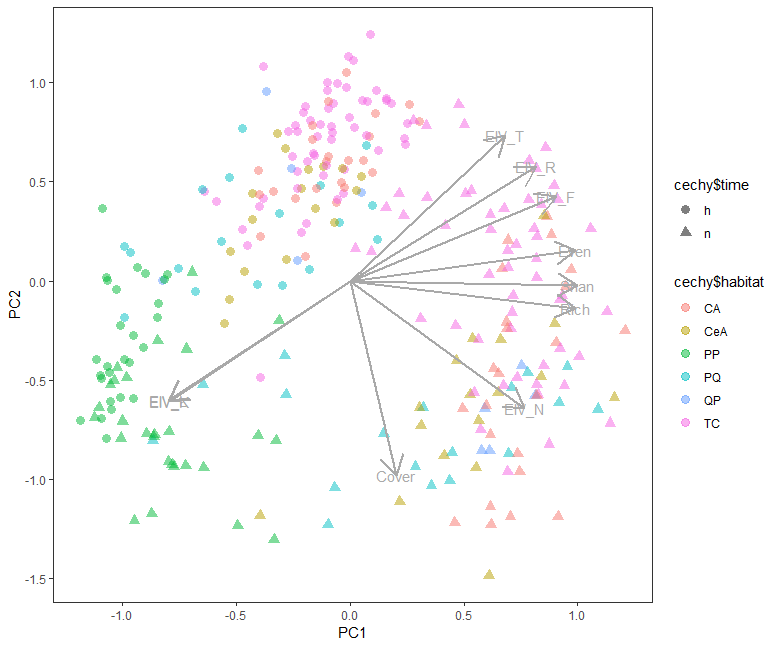 1.0
0.5
0.0
-0.5
-1.0
-1.5
PC2
-1.0
-0.5
0.0
0.5
1.0
PC1
EIV_T
EIV_R
EIV_F
Even
Shan
Rich
EIV_N
Cover
cechy$time
h
n
cechy$habitat
CA
CeA
PP
PQ
QP
TC